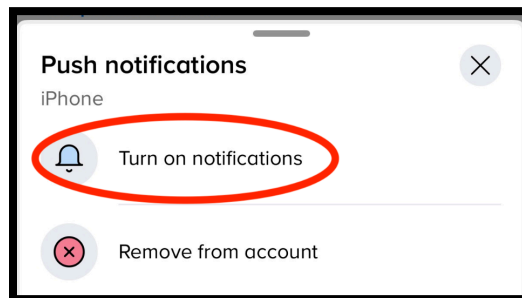 Push notifications
iPhone
Turn on notifications
Remove from account